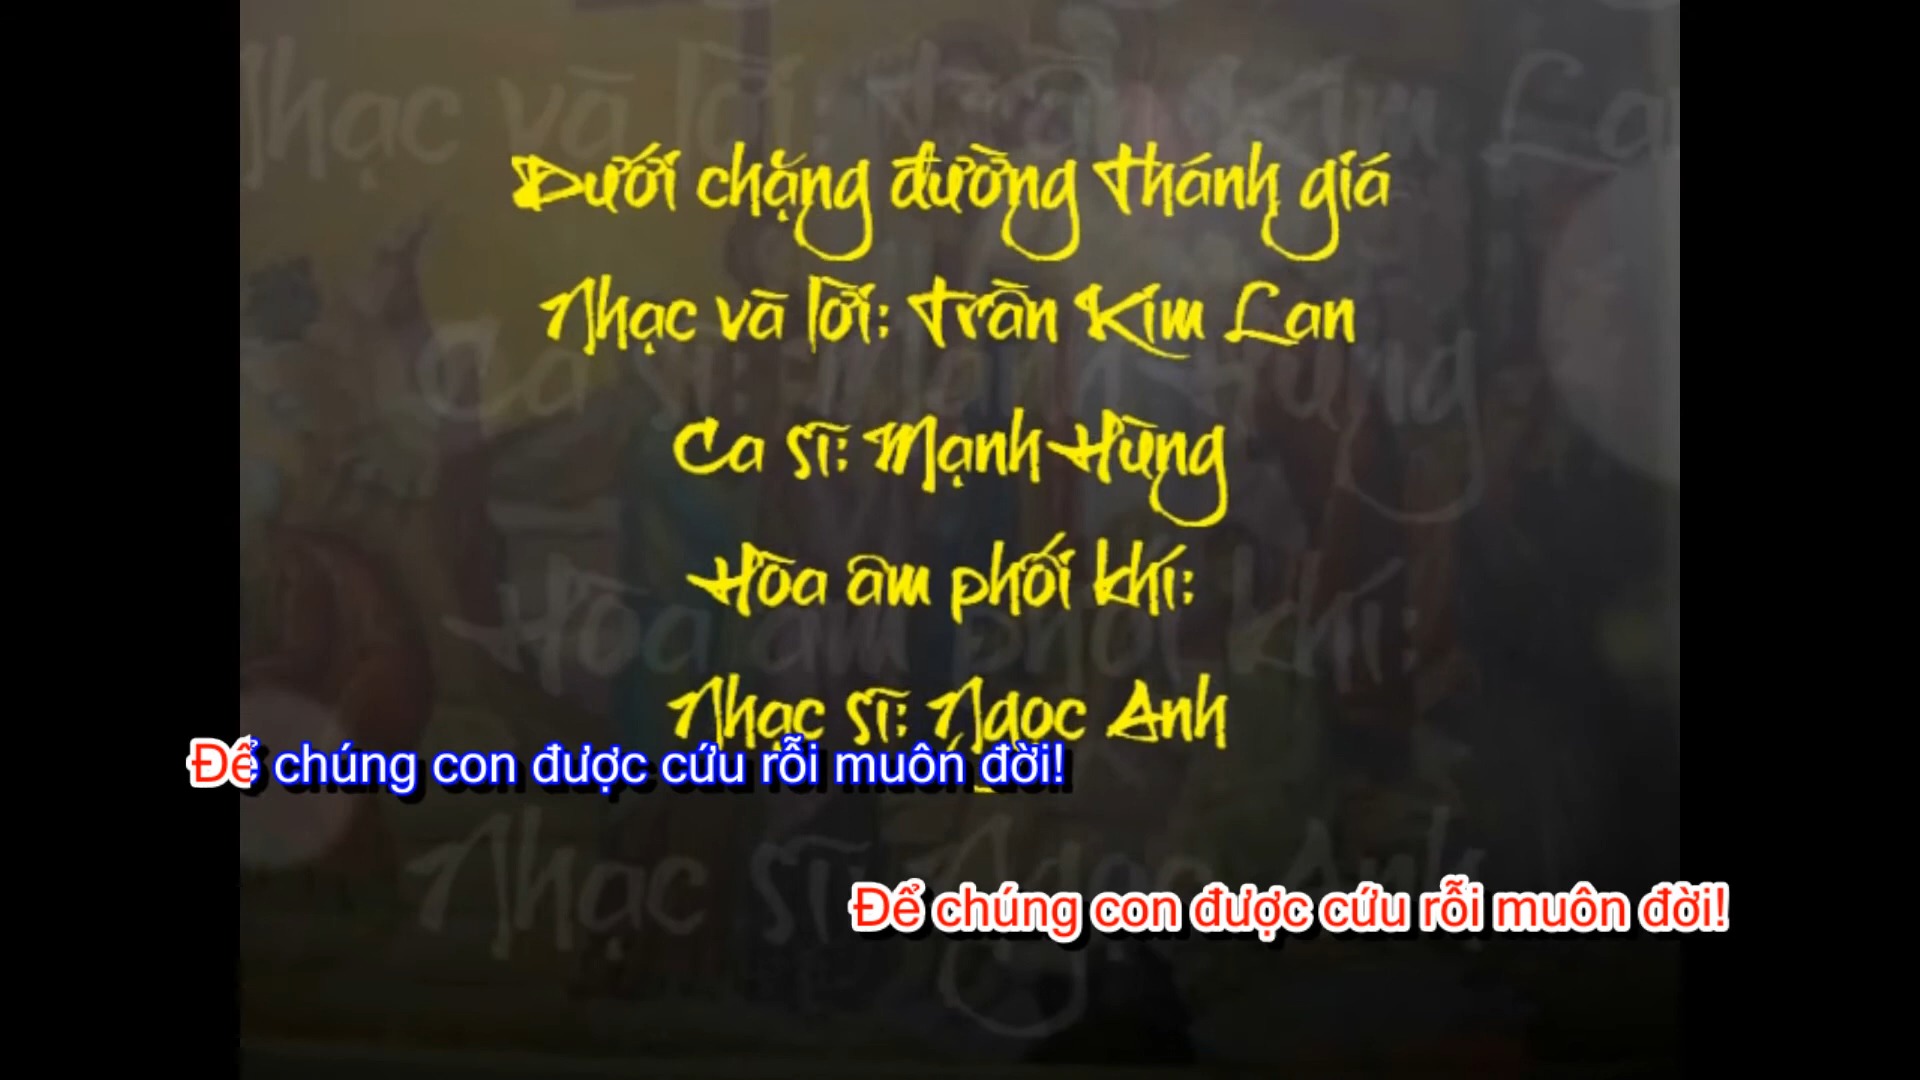 Dưới chặng đường thánh giá
Nhạc và lời: Trần Kim Lan
Ca sĩ: Mạnh Hùng
Hòa âm phối khí:
Nhạc sĩ: Ngọc Anh
Để chúng con được cứu rỗi muôn đời!
Để chúng con được cứu rỗi muôn đời!